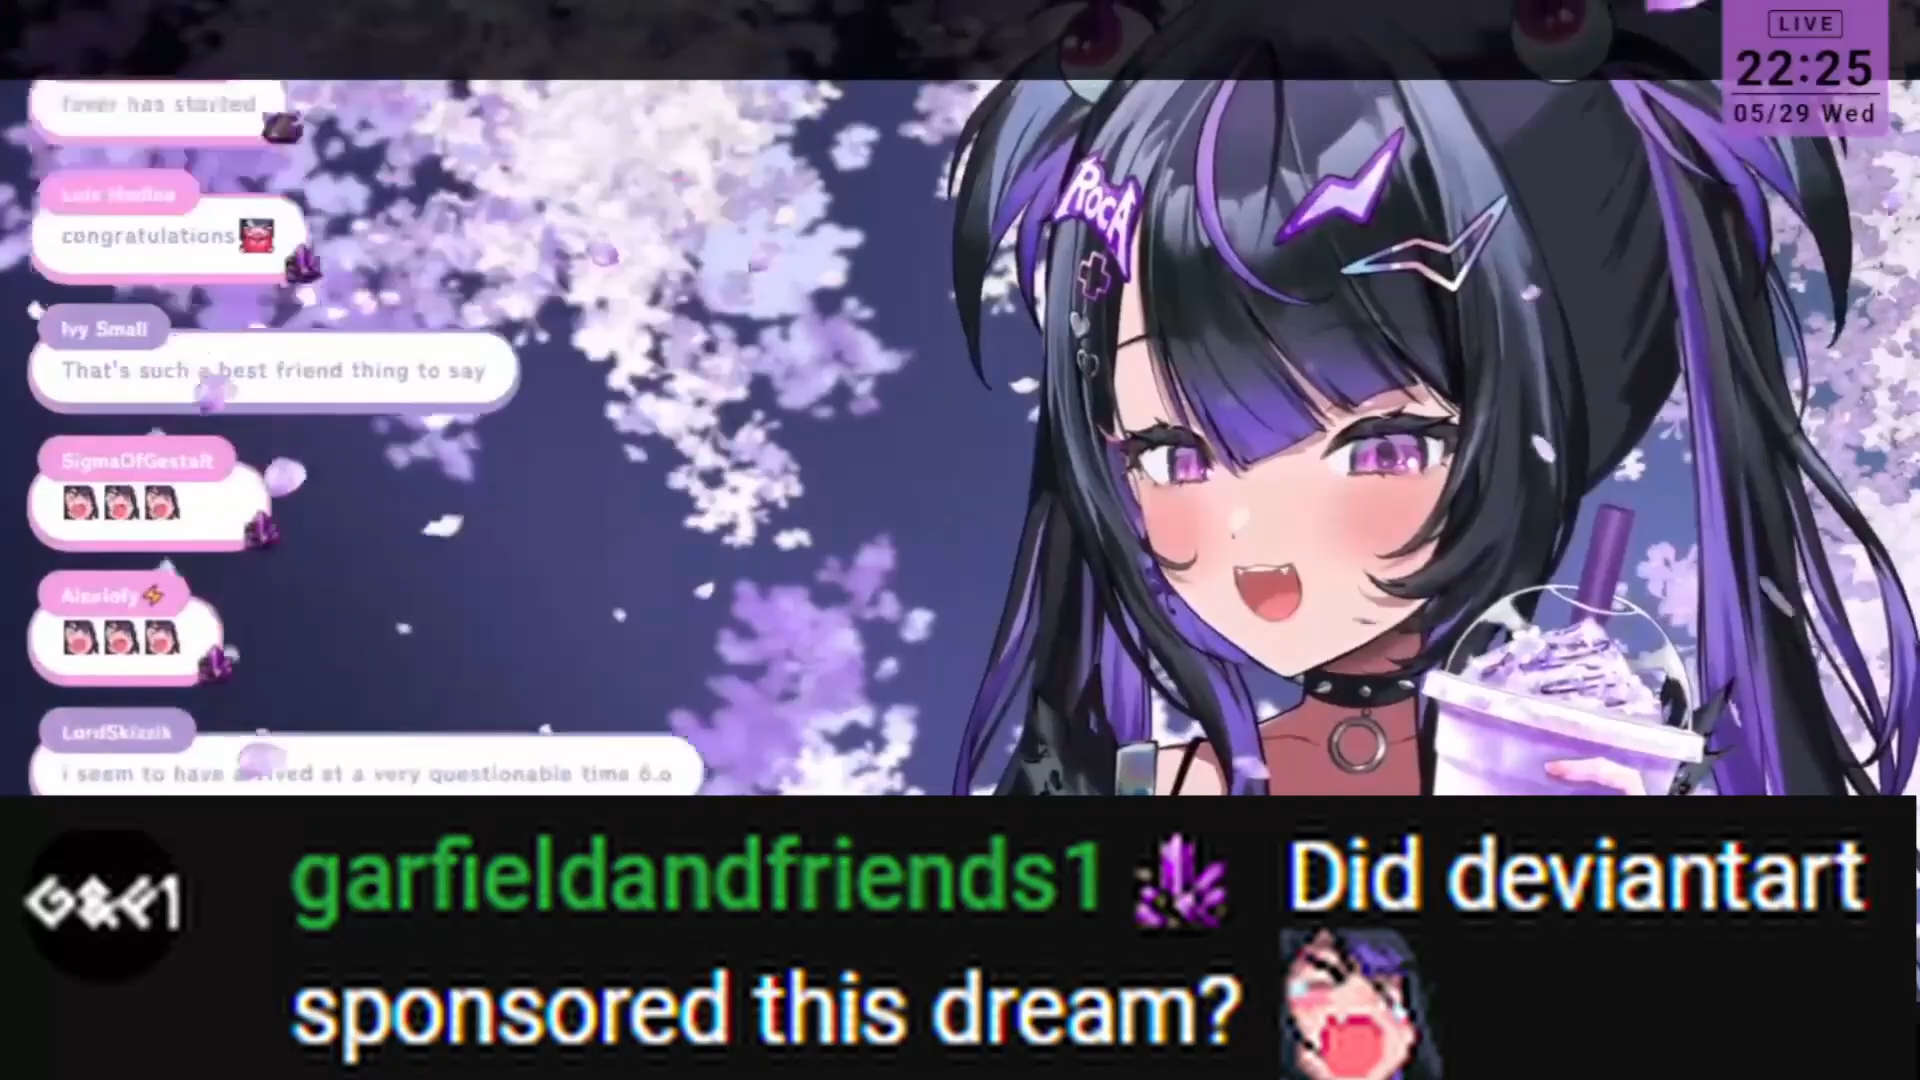 LIVE
22:25
05/29 Wed
fever has started
Luis Medina
congratulations
ROCA
Ivy Small
That's such a best friend thing to say
SigmaOfGestalt
i seem to have arrived at a very questionable time 6.o
LordSkizzik
G&F1
garfieldandfriends1 Did deviantart
sponsored this dream?